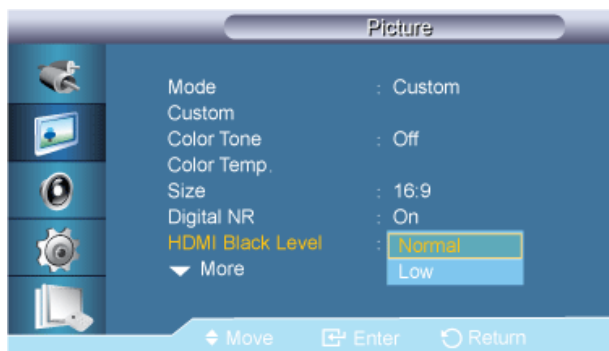 Picture
Mode : Custom
Custom
Color Tone : Off
Color Temp.
Size : 16:9
Digital NR : On
HDMI Black Level : Normal
Low
More
Move Enter Return